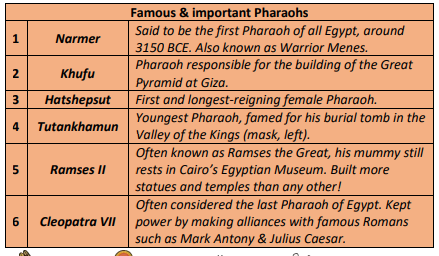 Famous & important Pharaohs
1 Narmer Said to be the first Pharaoh of all Egypt, around
3150 BCE. Also known as Warrior Menes.
2 Khufu Pharaoh responsible for the building of the Great
Pyramid at Giza.
3 Hatshepsut First and longest-reigning female Pharaoh.
4 Tutankhamun Youngest Pharaoh, famed for his burial tomb in the
Valley of the Kings (mask, left).
5 Ramses II Often known as Ramses the Great, his mummy still
rests in Cairo's Egyptian Museum. Built more
statues and temples than any other!
6 Cleopatra VII Often considered the last Pharaoh of Egypt. Kept
power by making alliances with famous Romans
such as Mark Antony & Julius Caesar.